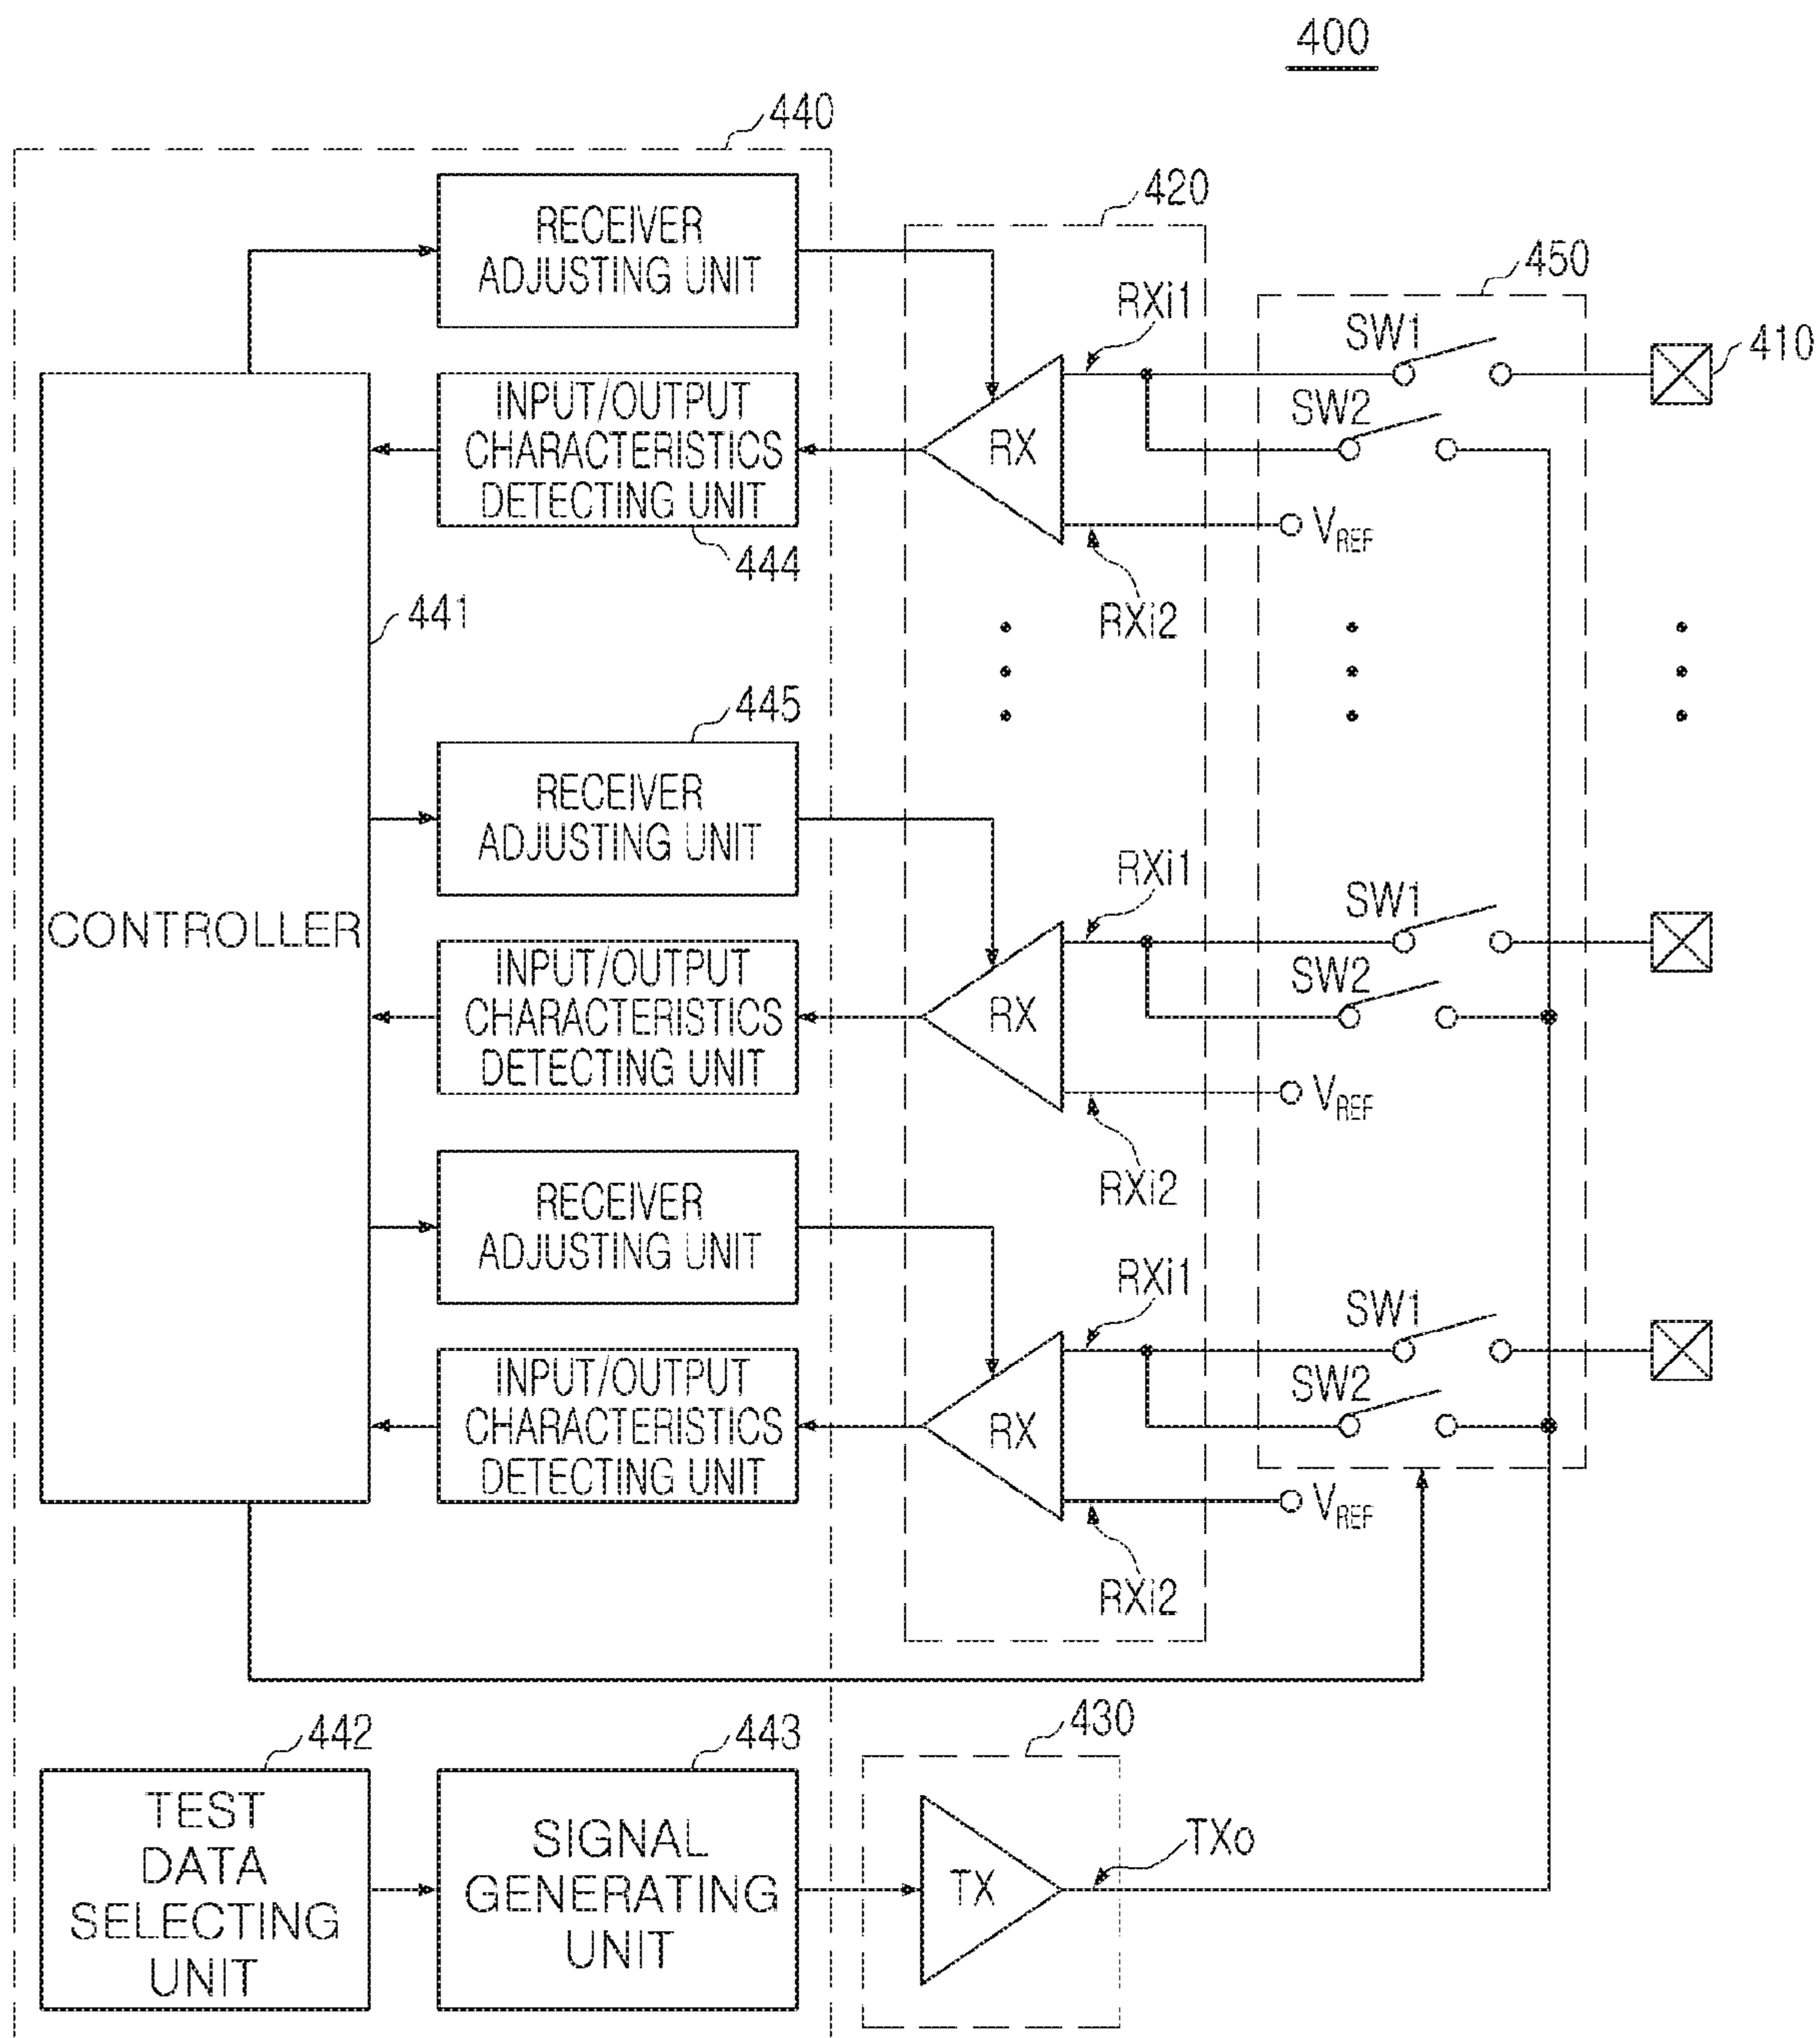 400
440
420
450
410
RECEIVER
ADJUSTING UNIT
RXi1
SW1
SW2
INPUT/OUTPUT
CHARACTERISTICS
DETECTING UNIT
RX
VREF
444
RXi2
441
445
RECEIVER
ADJUSTING UNIT
RXi1
SW1
SW2
CONTROLLER
INPUT/OUTPUT
CHARACTERISTICS
DETECTING UNIT
RX
VREF
RXi2
RECEIVER
ADJUSTING UNIT
RXi1
SW1
SW2
INPUT/OUTPUT
CHARACTERISTICS
DETECTING UNIT
RX
VREF
RXi2
442
443
430
TEST
DATA
SELECTING
UNIT
SIGNAL
GENERATING
UNIT
TX
TXo